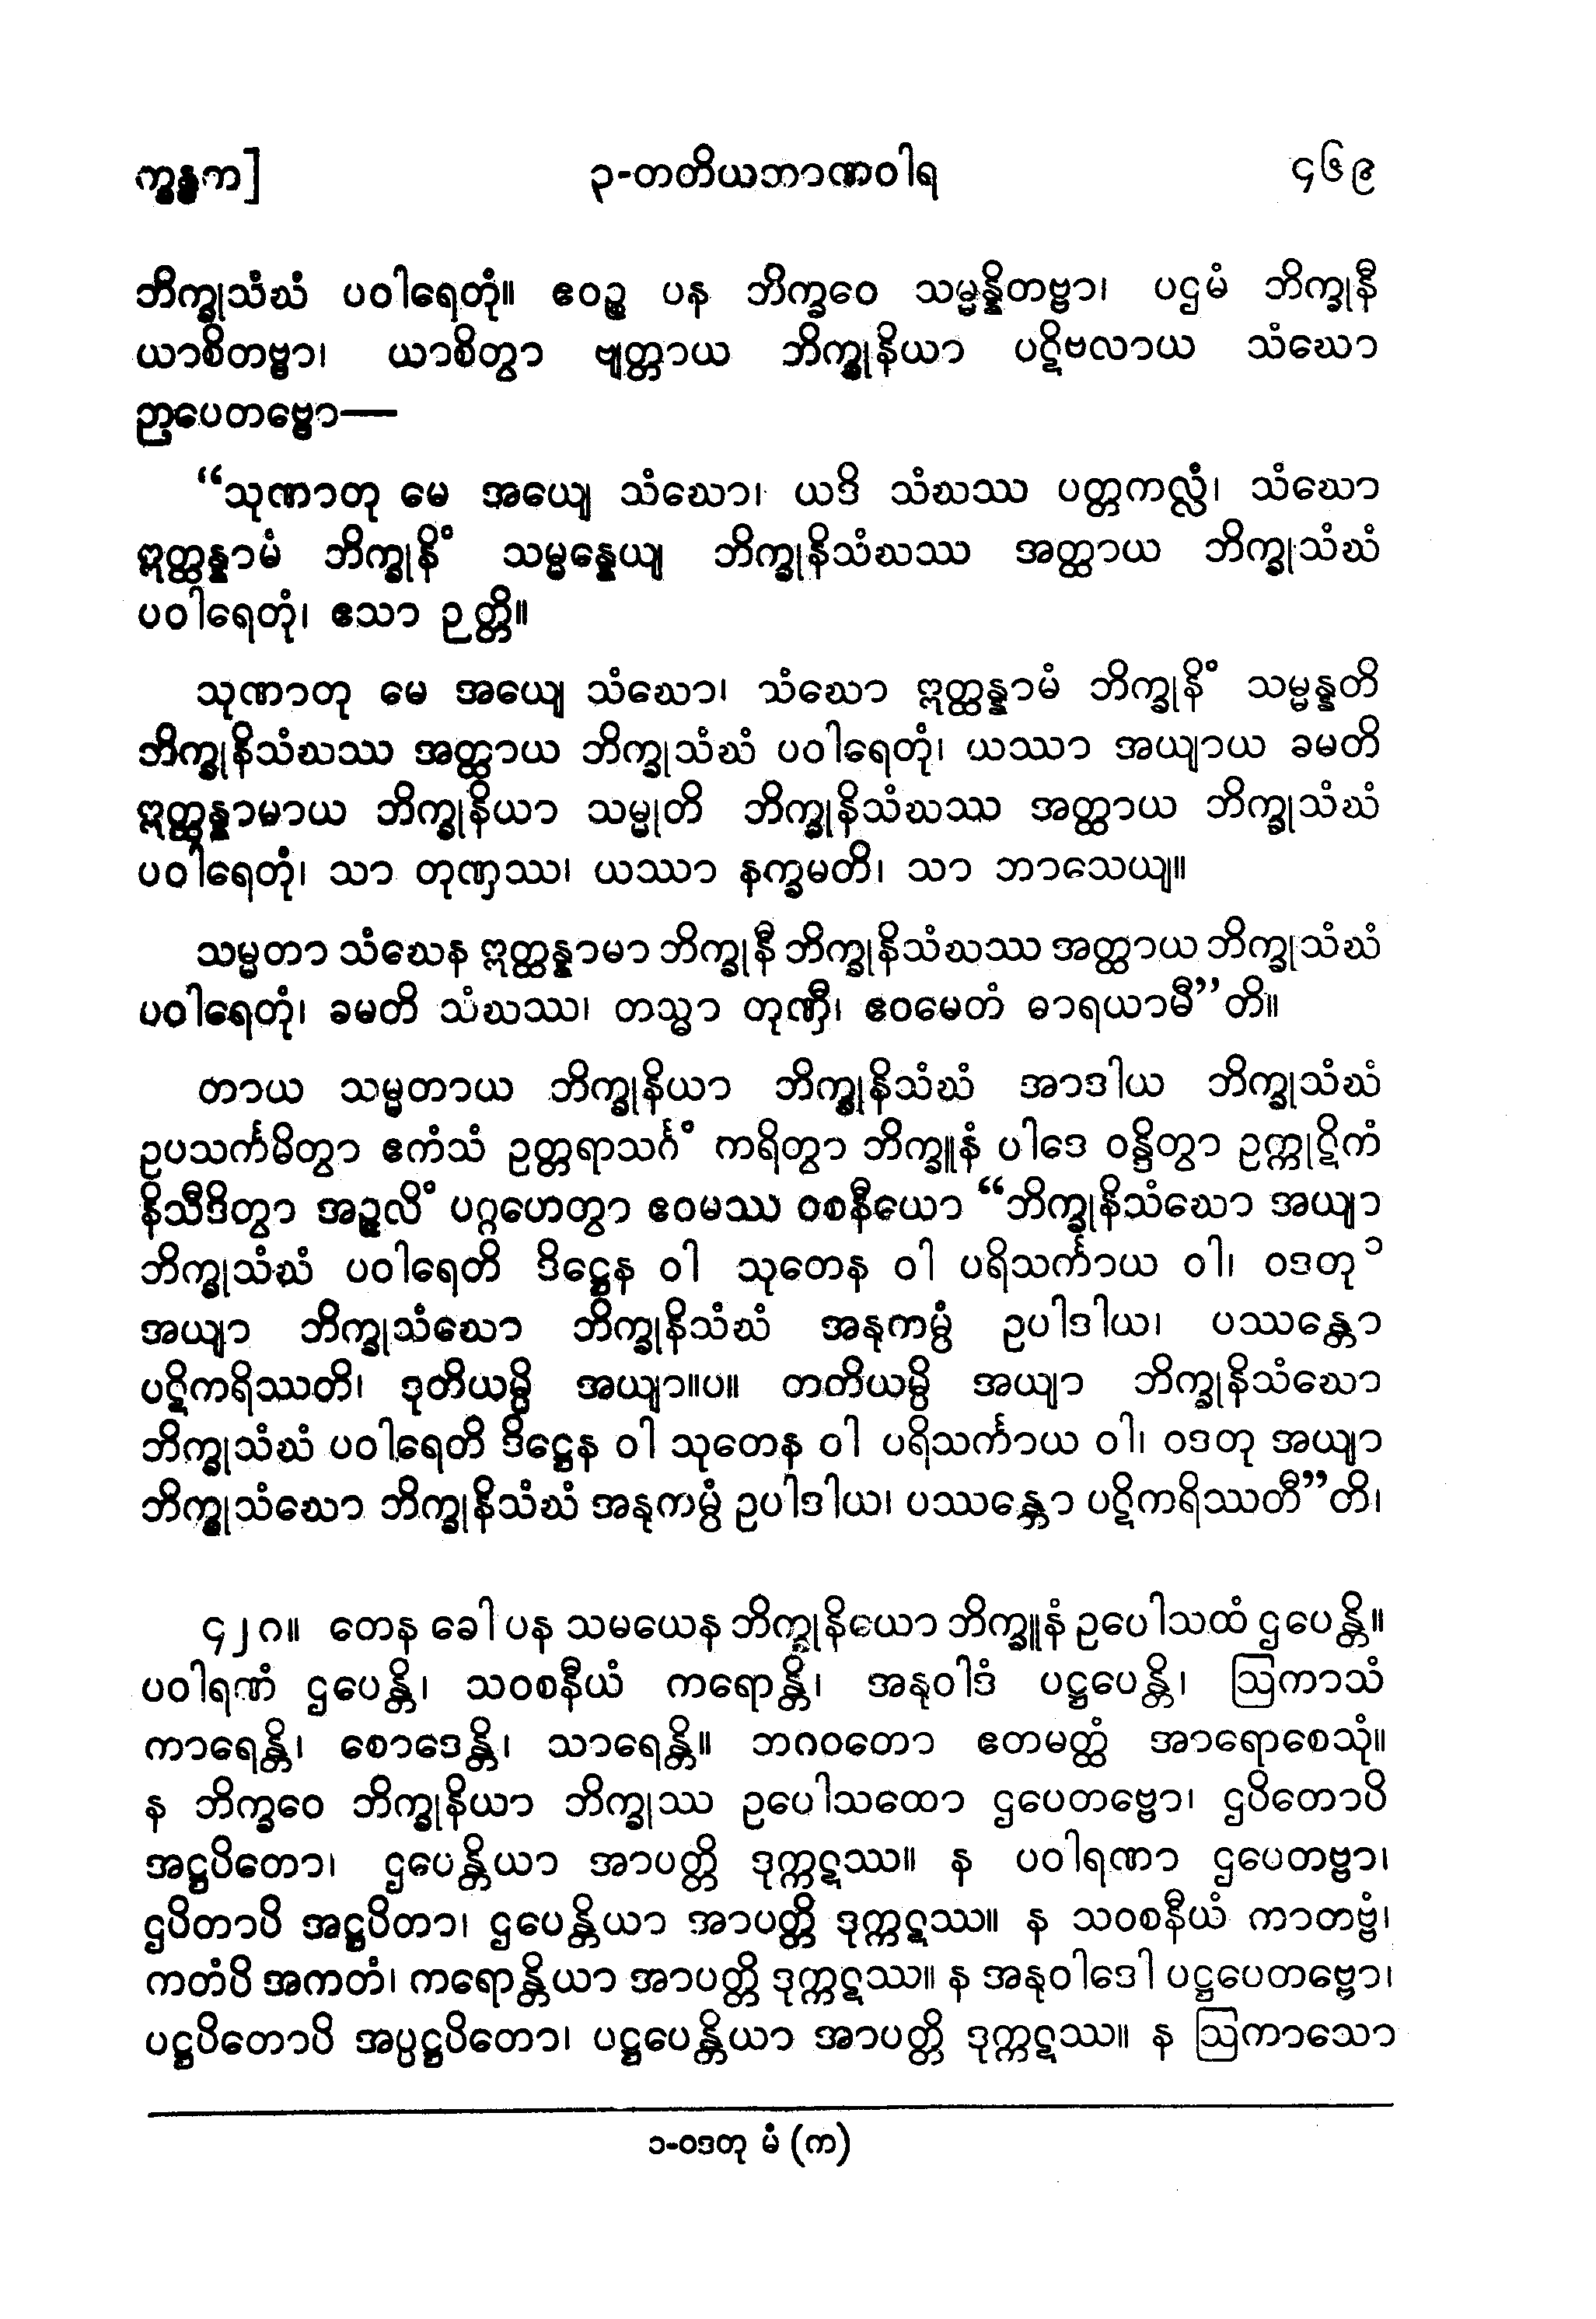 က္ခန္ဓက]
၃-တတိယဘာဏဝါရ
၄၆၉
ဘိက္ခုသံဃံ ပဝါရေတုံ။ ဧဝဉ္စ ပန ဘိက္ခဝေ သမ္မန္နိတဗ္ဗာ၊ ပဌမံ ဘိက္ခုနီ
ယာစိတဗ္ဗာ၊ ယာစိတွာ ဗျတ္တာယ ဘိက္ခုနိယာ ပဋိဗလာယ သံဃော
ဉာပေတဗ္ဗော—
“သုဏာတု မေ အယျေ သံဃော၊ ယဒိ သံဃဿ ပတ္တကလ္လံ၊ သံဃော
ဣတ္ထန္နာမံ ဘိက္ခုနိံ သမ္မန္နေယျ ဘိက္ခုနိသံဃဿ အတ္ထာယ ဘိက္ခုသံဃံ
ပဝါရေတုံ၊ ဧသာ ဉတ္တိ။
သုဏာတု မေ အယျေ သံဃော၊ သံဃော ဣတ္ထန္နာမံ ဘိက္ခုနိံ သမ္မန္နတိ
ဘိက္ခုနိသံဃဿ အတ္ထာယ ဘိက္ခုသံဃံ ပဝါရေတုံ၊ ယဿာ အယျာယ ခမတိ
ဣတ္ထန္နာမာယ ဘိက္ခုနိယာ သမ္မုတိ ဘိက္ခုနိသံဃဿ အတ္ထာယ ဘိက္ခုသံဃံ
ပဝါရေတုံ၊ သာ တုဏှဿ၊ ယဿာ နက္ခမတိ၊ သာ ဘာသေယျ။
သမ္မတာ သံဃေန ဣတ္ထန္နာမာ ဘိက္ခုနီ ဘိက္ခုနိသံဃဿ အတ္ထာယ ဘိက္ခုသံဃံ
ပဝါရေတုံ၊ ခမတိ သံဃဿ၊ တသ္မာ တုဏှီ၊ ဧဝမေတံ ဓာရယာမီ”တိ။
တာယ သမ္မတာယ ဘိက္ခုနိယာ ဘိက္ခုနိသံဃံ အာဒါယ ဘိက္ခုသံဃံ
ဥပသင်္ကမိတွာ ဧကံသံ ဥတ္တရာသင်္ဂံ ကရိတွာ ဘိက္ခူနံ ပါဒေ ဝန္ဒိတွာ ဥက္ကုဋိကံ
နိသီဒိတွာ အဉ္ဇလိံ ပဂ္ဂဟေတွာ ဧဝမဿ ဝစနီယော “ဘိက္ခုနိသံဃော အယျာ
ဘိက္ခုသံဃံ ပဝါရေတိ ဒိဋ္ဌေန ဝါ သုတေန ဝါ ပရိသင်္ကာယ ဝါ၊ ဝဒတု ၁
အယျာ ဘိက္ခုသံဃော ဘိက္ခုနိသံဃံ အနုကမ္ပံ ဥပါဒါယ၊ ပဿန္တော
ပဋိကရိဿတိ၊ ဒုတိယမ္ပိ အယျာ။ပ။ တတိယမ္ပိ အယျာ ဘိက္ခုနိသံဃော
ဘိက္ခုသံဃံ ပဝါရေတိ ဒိဋ္ဌေန ဝါ သုတေန ဝါ ပရိသင်္ကာယ ဝါ၊ ဝဒတု အယျာ
ဘိက္ခုသံဃော ဘိက္ခုနိသံဃံ အနုကမ္ပံ ဥပါဒါယ၊ ပဿန္တော ပဋိကရိဿတီ”တိ၊
၄၂၈။ တေန ခေါ ပန သမယေန ဘိက္ခုနိယော ဘိက္ခူနံ ဥပေါသထံ ဌပေန္တိ။
ပဝါရဏံ ဌပေန္တိ၊ သဝစနီယံ ကရောန္တိ၊ အနုဝါဒံ ပဋ္ဌပေန္တိ၊ ဩကာသံ
ကာရေန္တိ၊ စောဒေန္တိ၊ သာရေန္တိ။ ဘဂဝတော ဧတမတ္ထံ အာရောစေသုံ။
န ဘိက္ခဝေ ဘိက္ခုနိယာ ဘိက္ခုဿ ဥပေါသထော ဌပေတဗ္ဗော၊ ဌပိတောပိ
အဋ္ဌပိတော၊ ဌပေန္တိယာ အာပတ္တိ ဒုက္ကဋဿ။ န ပဝါရဏာ ဌပေတဗ္ဗာ၊
ဌပိတာပိ အဋ္ဌပိတာ၊ ဌပေန္တိယာ အာပတ္တိ ဒုက္ကဋဿ။ န သဝစနီယံ ကာတဗ္ဗံ၊
ကတံပိ အကတံ၊ ကရောန္တိယာ အာပတ္တိ ဒုက္ကဋဿ။ န အနုဝါဒေါ ပဋ္ဌပေတဗ္ဗော၊
ပဋ္ဌပိတောပိ အပ္ပဋ္ဌပိတော၊ ပဋ္ဌပေန္တိယာ အာပတ္တိ ဒုက္ကဋဿ။ န ဩကာသော
၁-ဝဒတု မံ (က)